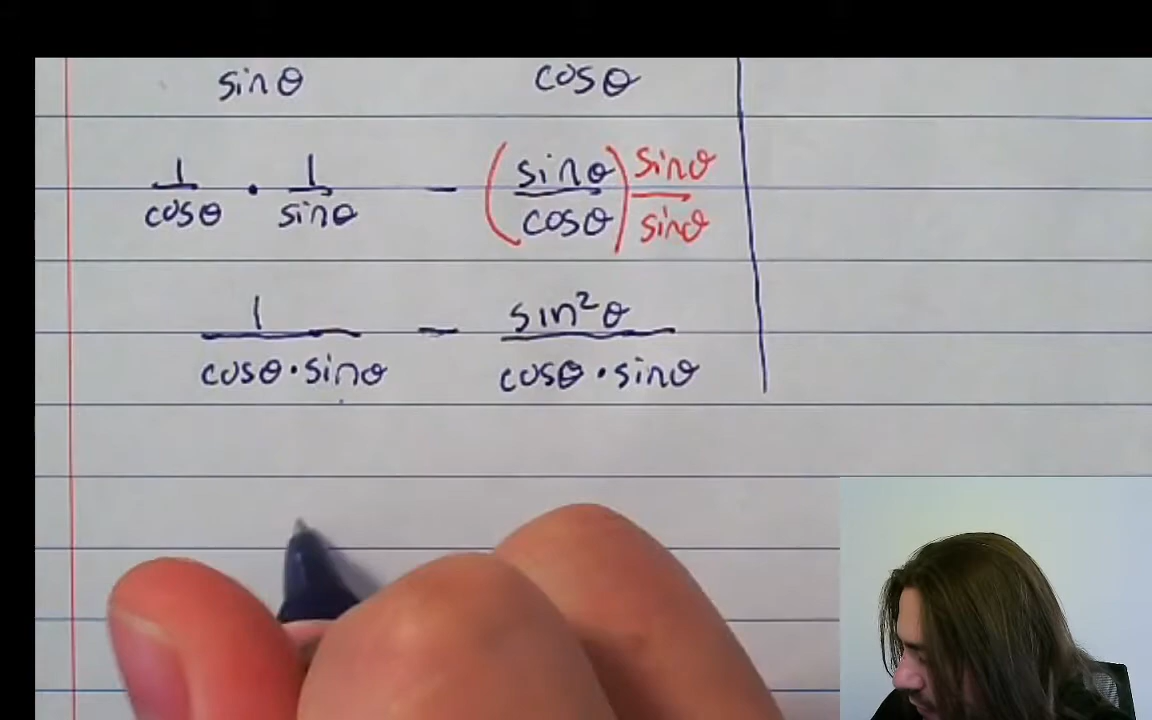 sinθ cosθ
1/cosθ · 1/sinθ - (sinθ/cosθ) sinθ/sinθ
1/cosθ·sinθ - sin²θ/cosθ·sinθ